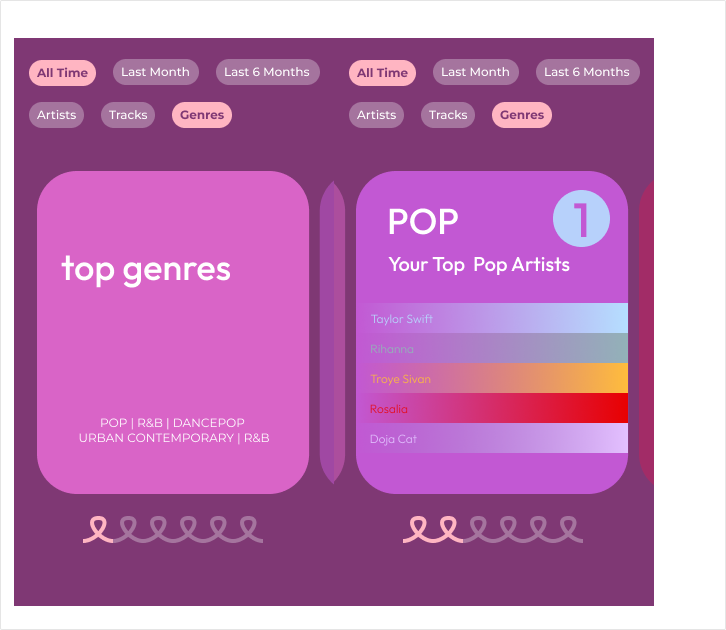 All Time Last Month Last 6 Months
Artists Tracks Genres
top genres
POP | R&B | DANCEPOP
URBAN CONTEMPORARY | R&B
All Time Last Month Last 6 Months
Artists Tracks Genres
POP 1
Your Top Pop Artists
Taylor Swift
Rihanna
Troye Sivan
Rosalia
Doja Cat